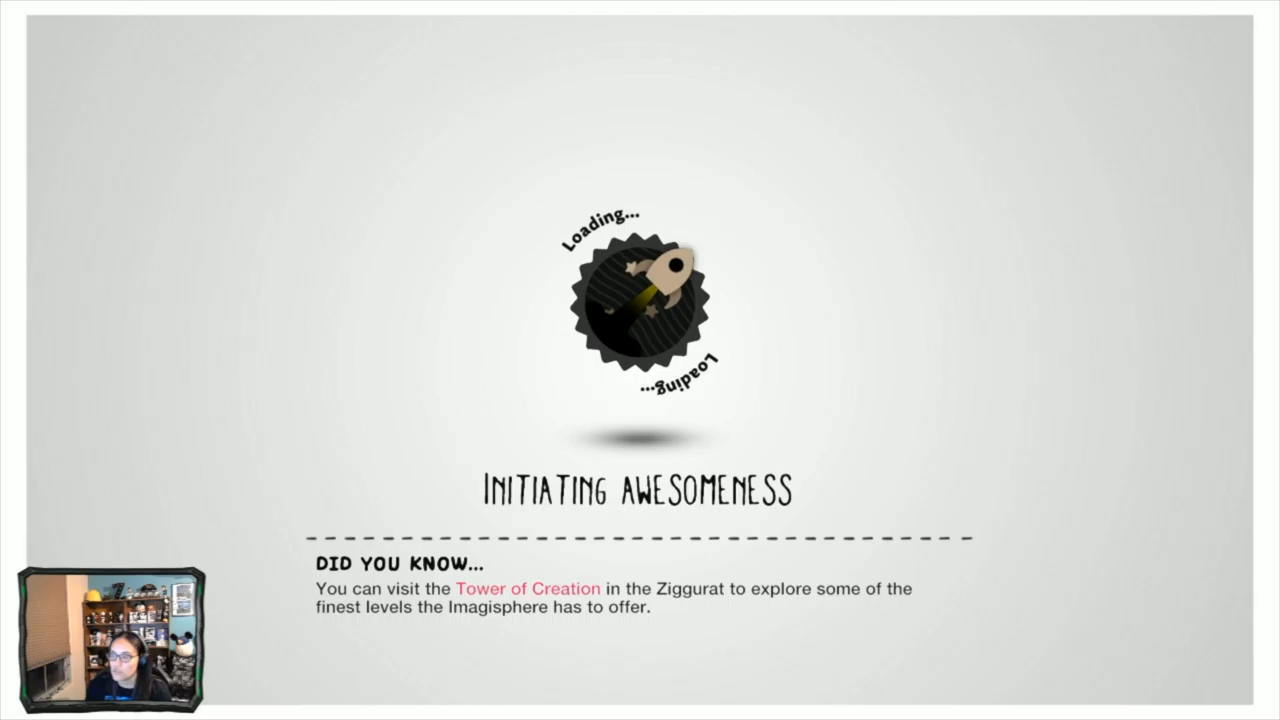 Loading...
Loading...
INITIATING AWESOMENESS
DID YOU KNOW...
You can visit the Tower of Creation in the Ziggurat to explore some of the
finest levels the Imagisphere has to offer.